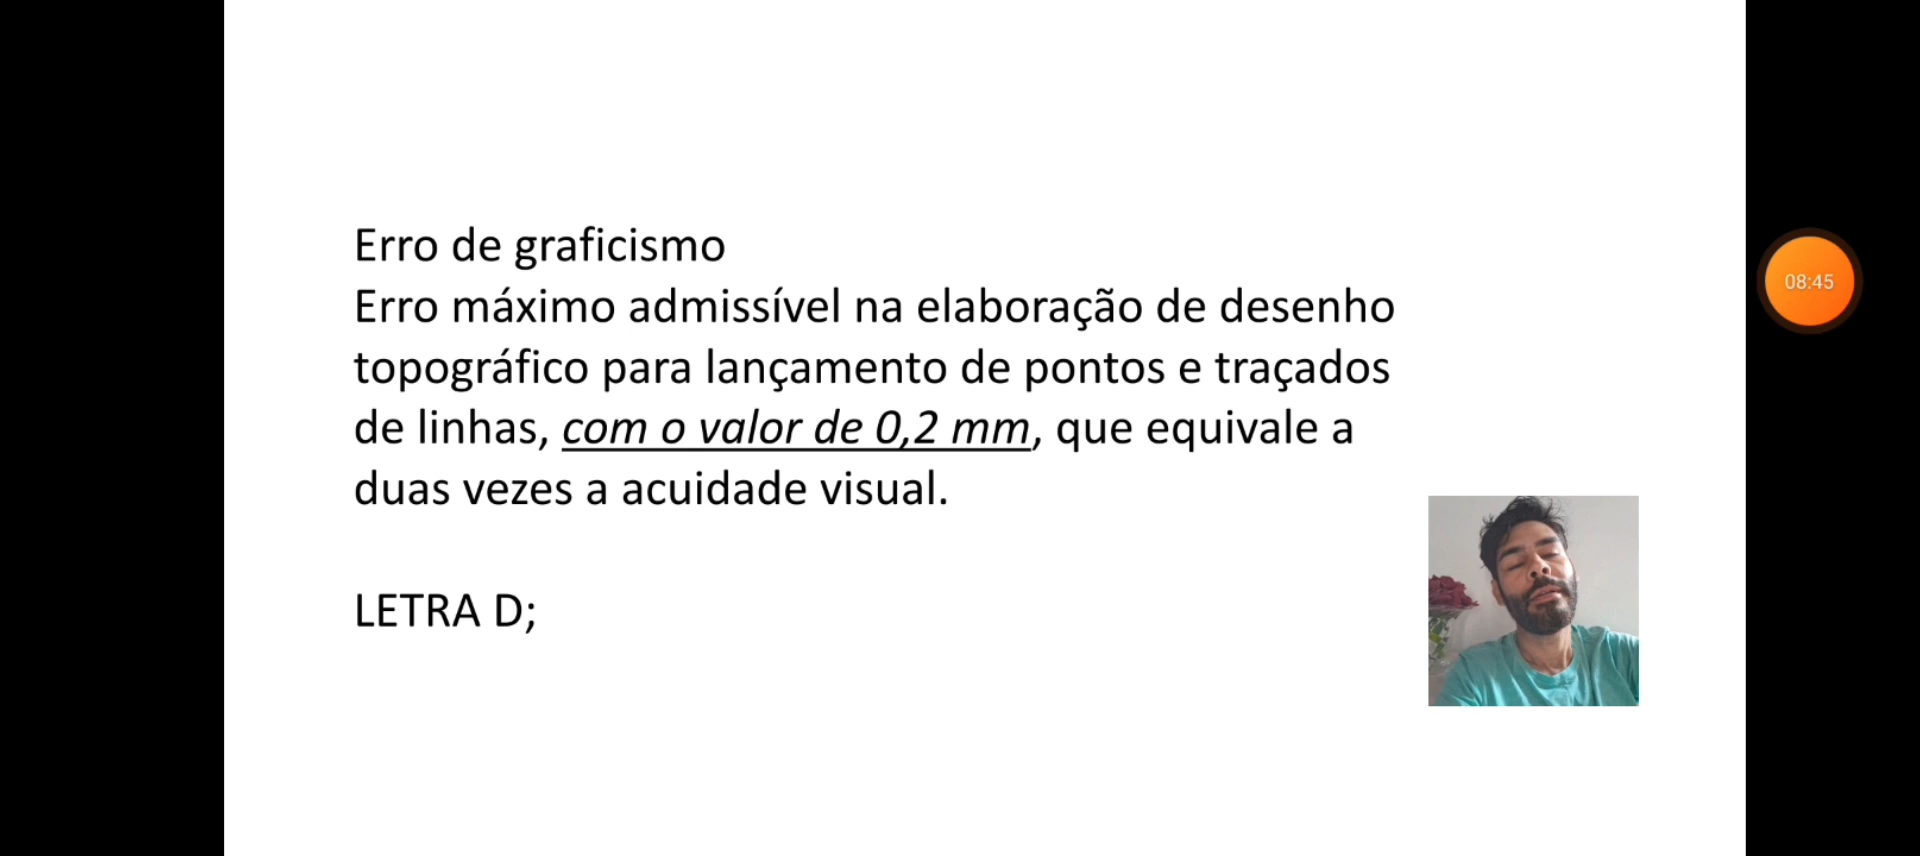 Erro de graficismo
Erro máximo admissível na elaboração de desenho
topográfico para lançamento de pontos e traçados
de linhas, com o valor de 0,2 mm, que equivale a
duas vezes a acuidade visual.
LETRA D;
08:45